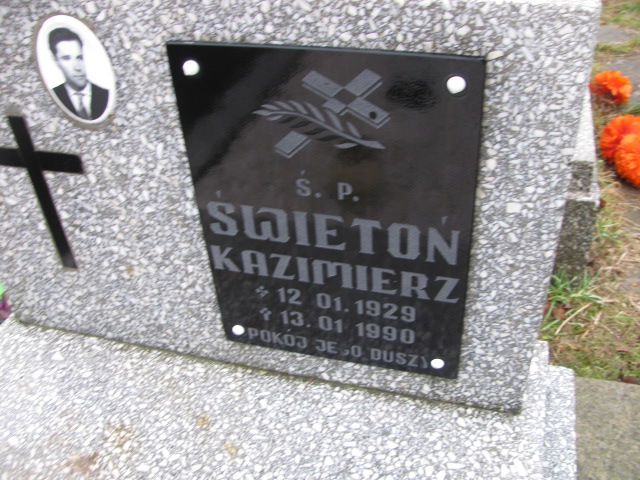 Ś. P.
ŚWIETOŃ
KAZIMIERZ
* 12 01.1929
† 13.01 1990
POKÓJ JEGO DUSZY